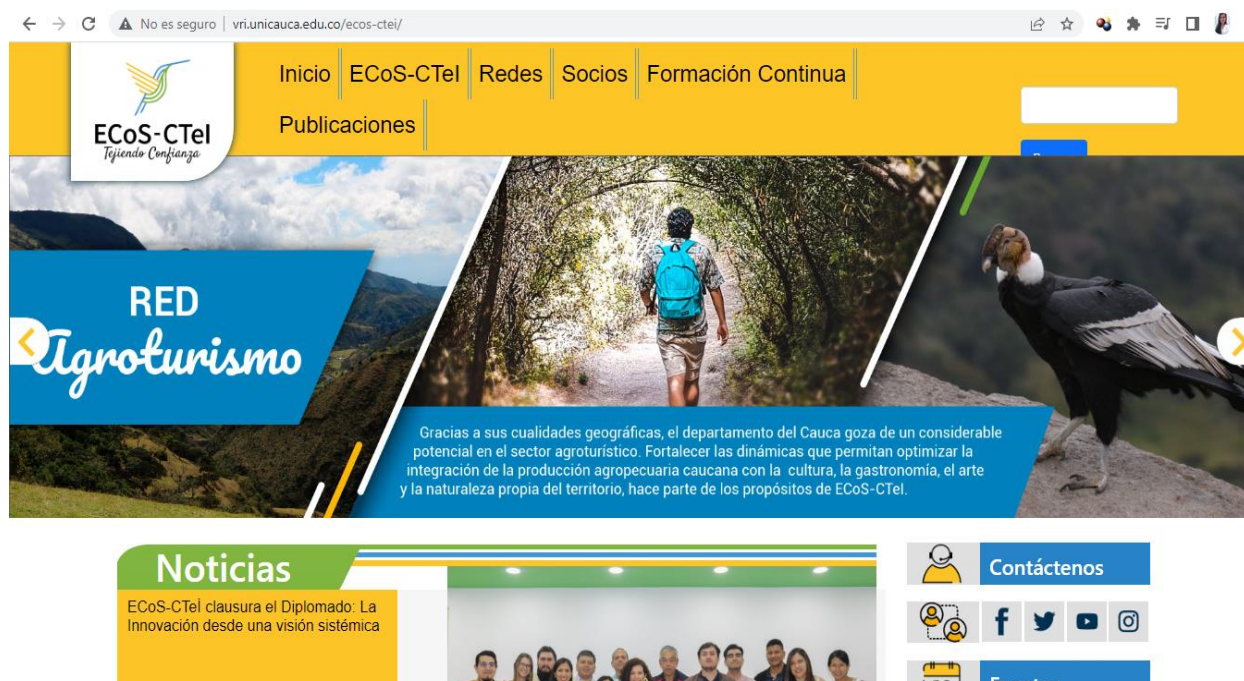 No es seguro | vri.unicauca.edu.co/ecos-ctei/
Inicio ECoS-CTeI Redes Socios Formación Continua
Publicaciones
ECoS-CTeI
Tejiendo Confianza
RED
Agroturismo
Gracias a sus cualidades geográficas, el departamento del Cauca goza de un considerable
potencial en el sector agroturístico. Fortalecer las dinámicas que permitan optimizar la
integración de la producción agropecuaria caucana con la cultura, la gastronomía, el arte
y la naturaleza propia del territorio, hace parte de los propósitos de ECoS-CTeI.
Noticias
ECoS-CTeI clausura el Diplomado: La
Innovación desde una visión sistémica
Contáctenos